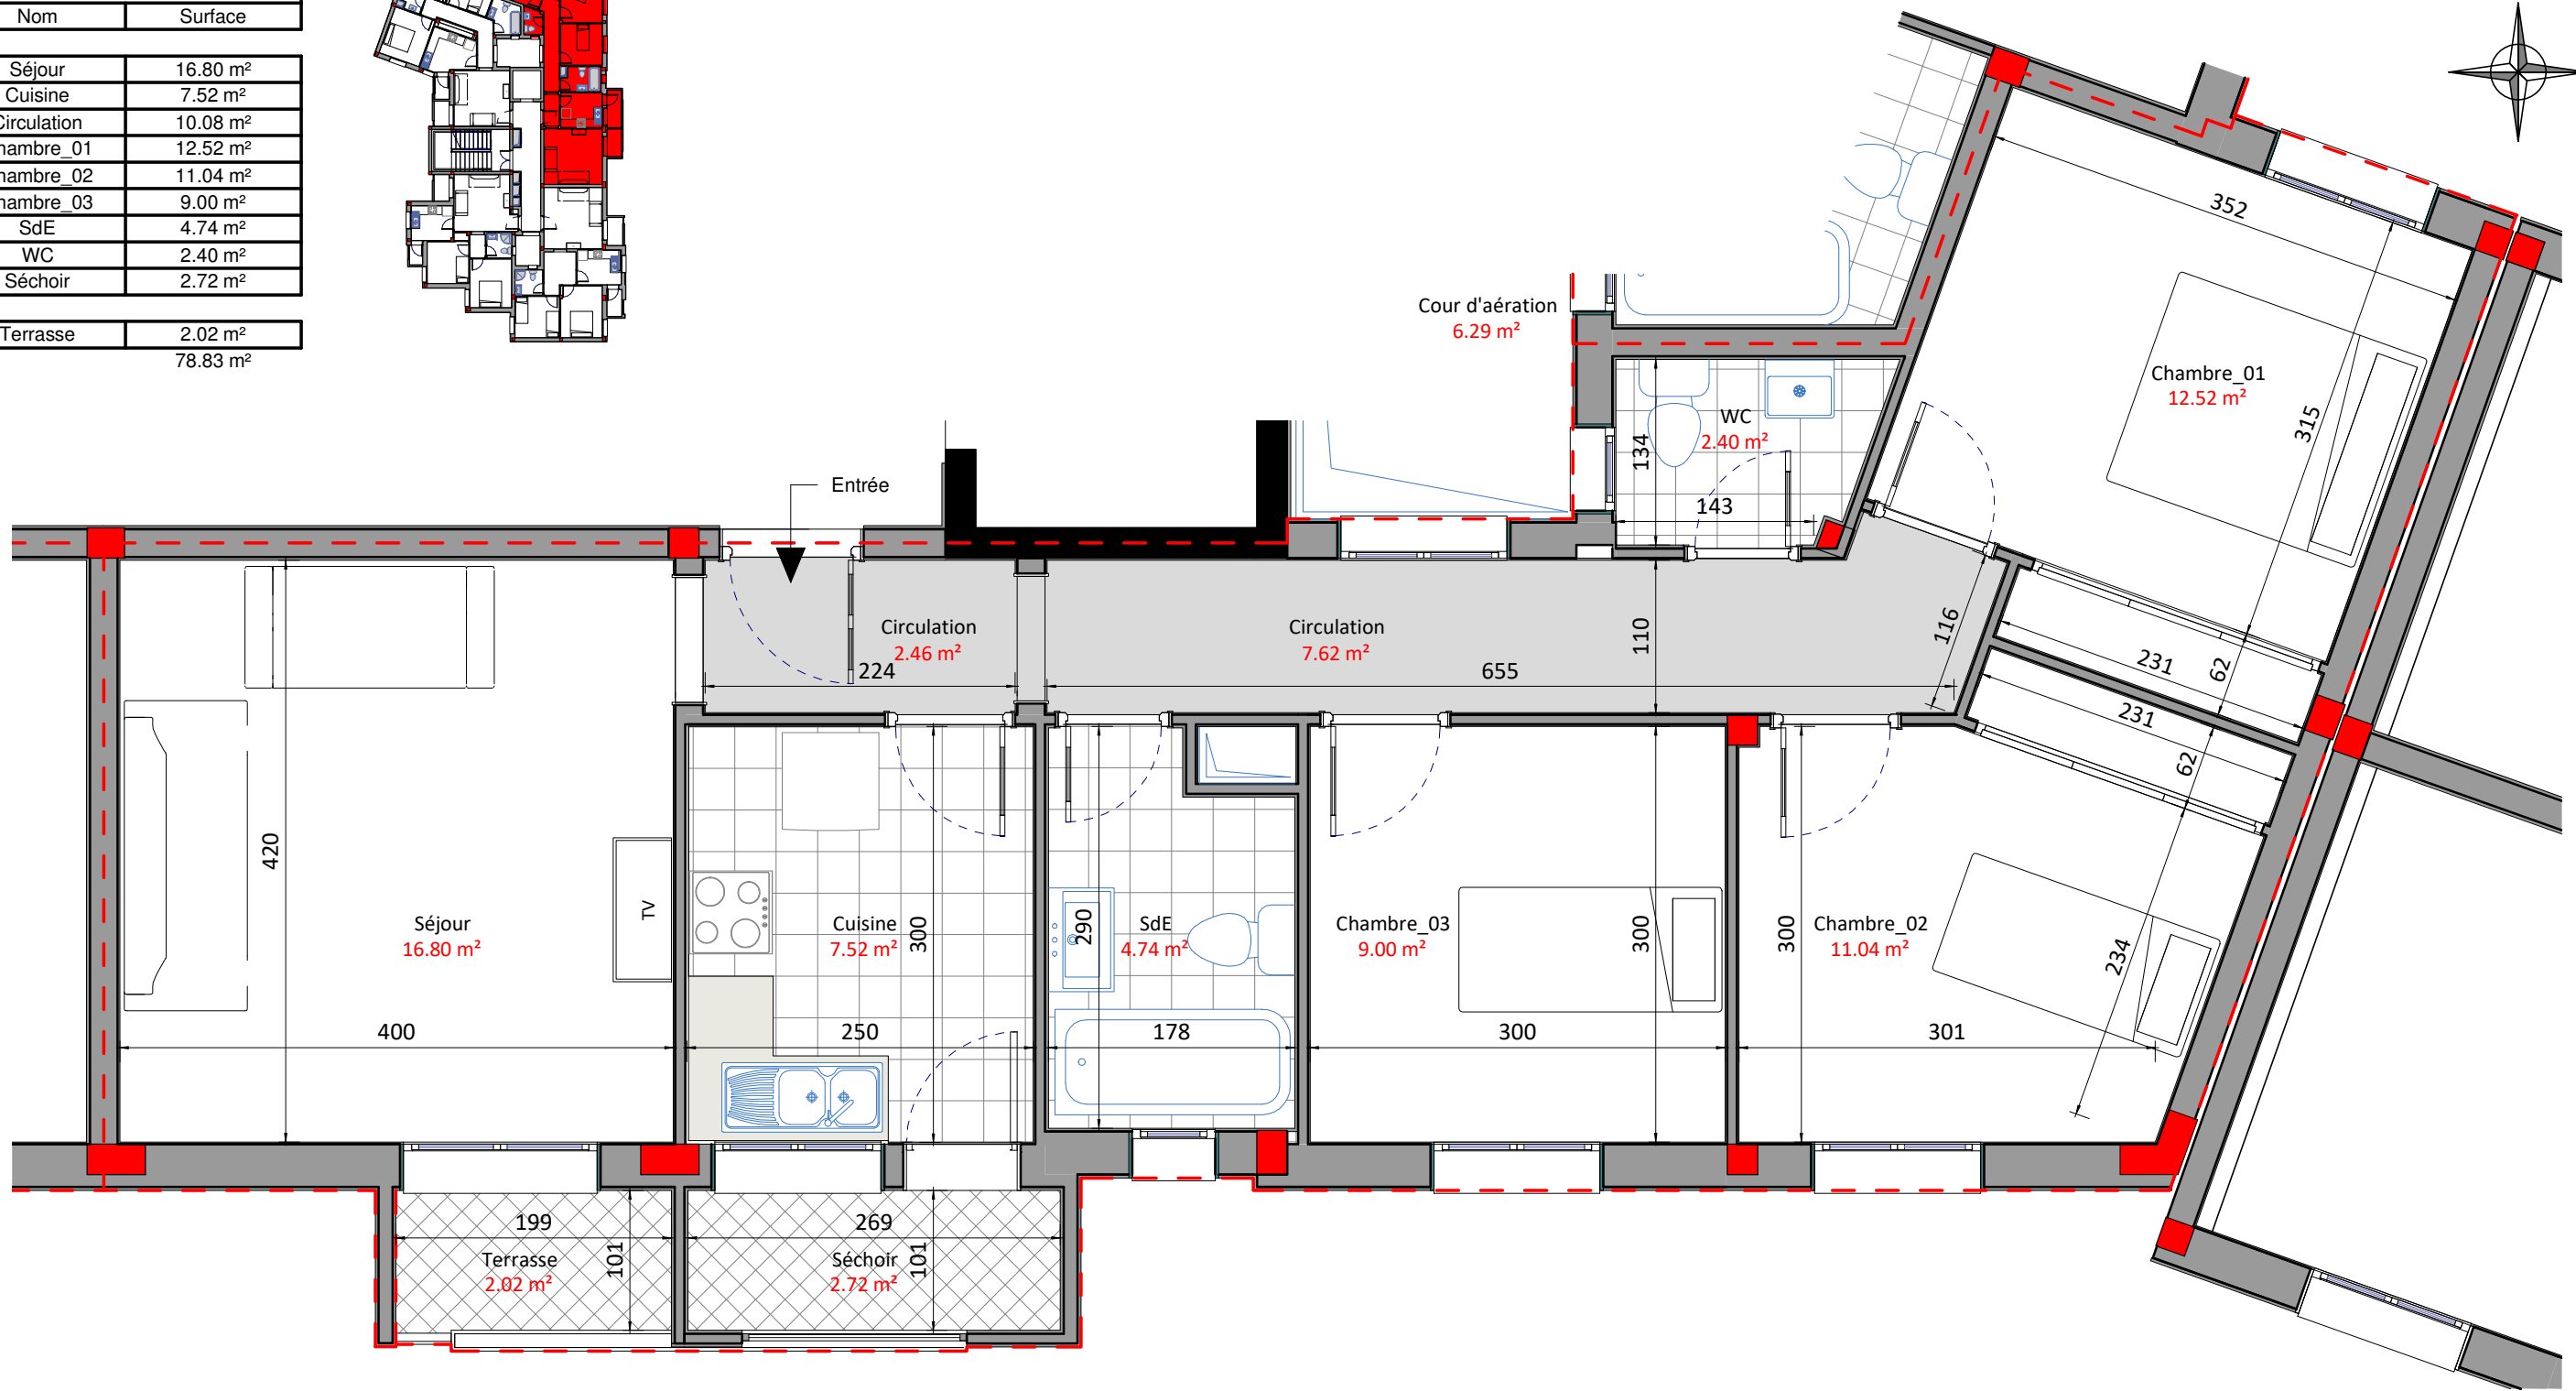 Nom Surface
Séjour 16.80 m²
Cuisine 7.52 m²
Circulation 10.08 m²
hambre_01 12.52 m²
hambre_02 11.04 m²
hambre_03 9.00 m²
SdE 4.74 m²
WC 2.40 m²
Séchoir 2.72 m²
Terrasse 2.02 m²
78.83 m²
Cour d'aération
6.29 m²
352
Chambre_01
12.52 m²
315
WC
2.40 m²
134
143
Entrée
Circulation
2.46 m²
224
Circulation
7.62 m²
655
110
116
231
62
231
62
420
Séjour
16.80 m²
400
TV
Cuisine
7.52 m²
300
250
290
SdE
4.74 m²
178
Chambre_03
9.00 m²
300
300
300
Chambre_02
11.04 m²
301
234
199
Terrasse
2.02 m²
101
269
Séchoir
2.72 m²
101